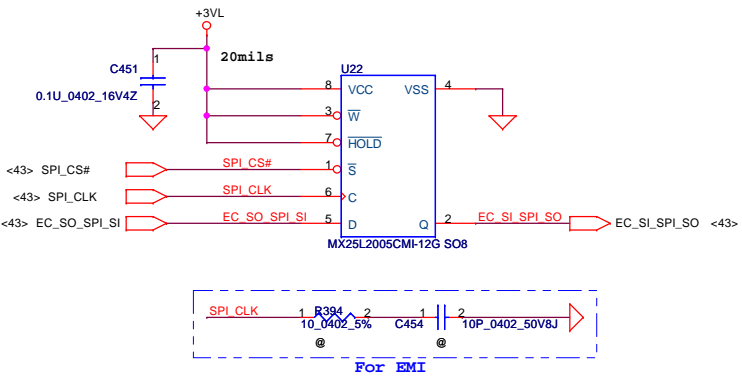 +3VL
20mils
C451
1
0.1U_0402_16V4Z
2
U22
8 VCC VSS 4
3 W
7 HOLD
<43> SPI_CS# SPI_CS# 1 S
<43> SPI_CLK SPI_CLK 6 C
<43> EC_SO_SPI_SI EC_SO_SPI_SI 5 D Q 2 EC_SI_SPI_SO EC_SI_SPI_SO <43>
MX25L2005CMI-12G SO8
SPI_CLK 1 R394 2 1 2
10_0402_5% C454 10P_0402_50V8J
@ @
For EMI